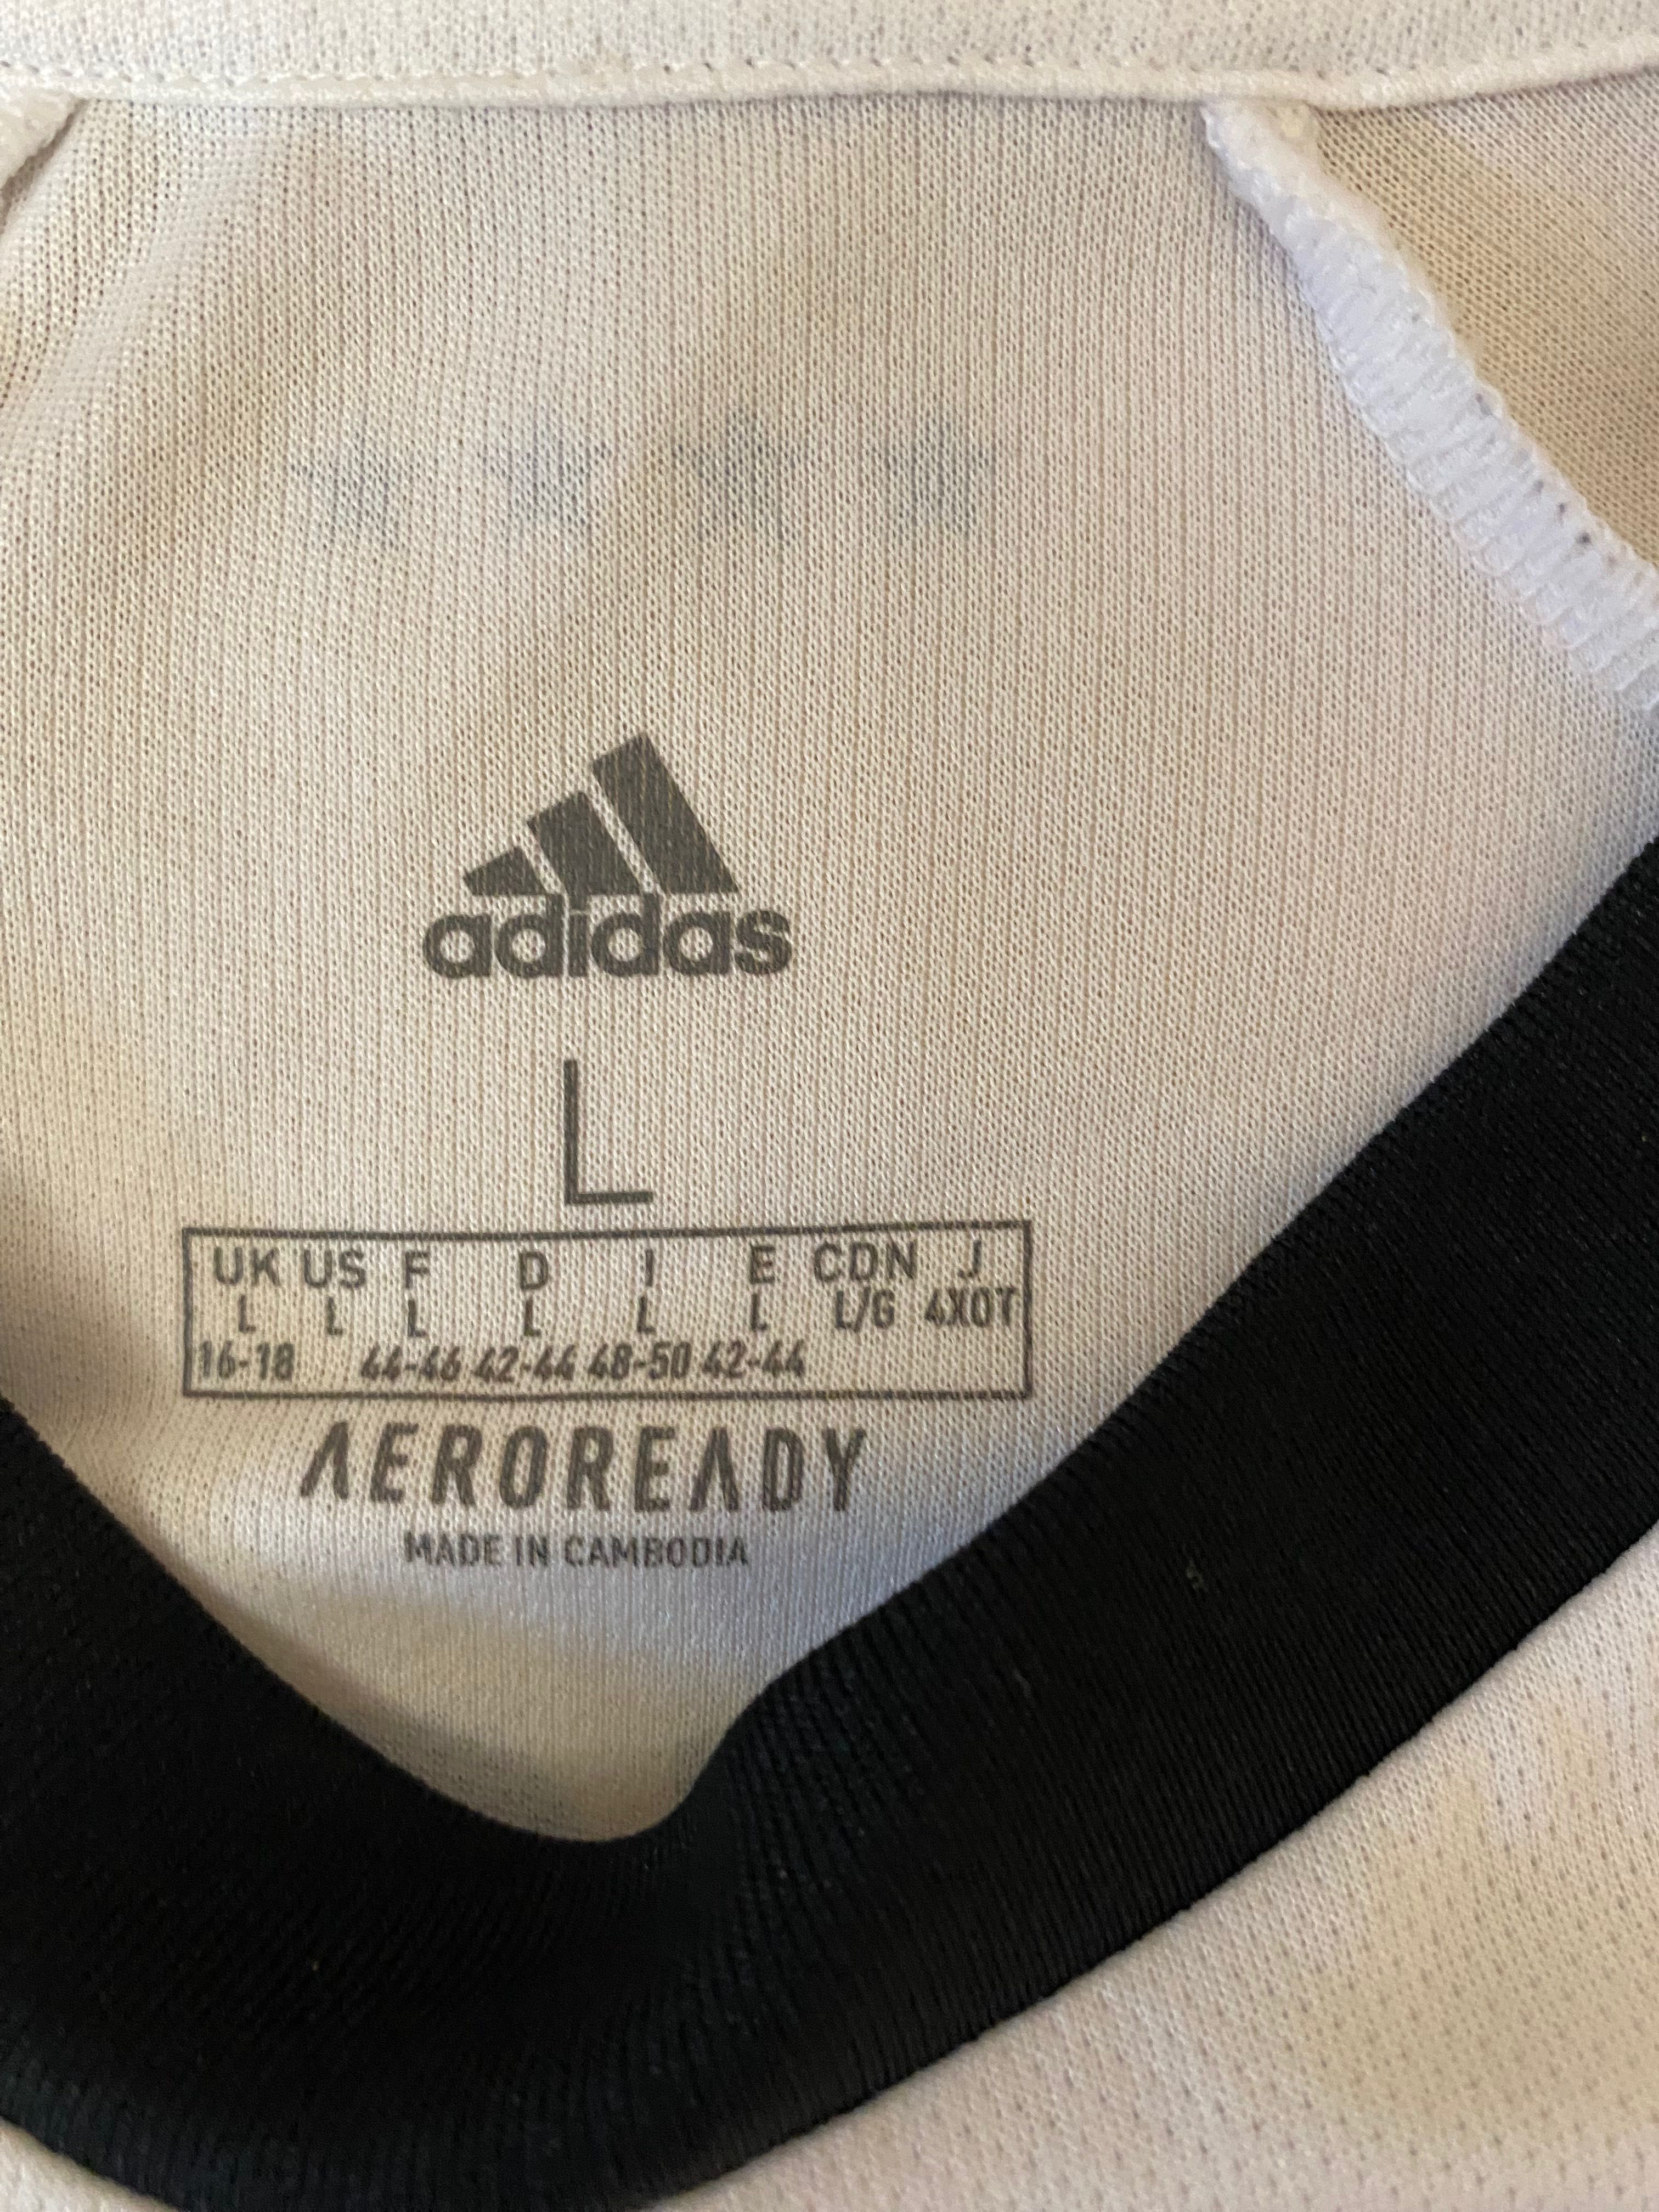 adidas
L
UK US F D I E CDN J
L L L L L L L/G 4XOT
16-18 44-46 42-44 48-50 42-44
AEROREADY
MADE IN CAMBODIA